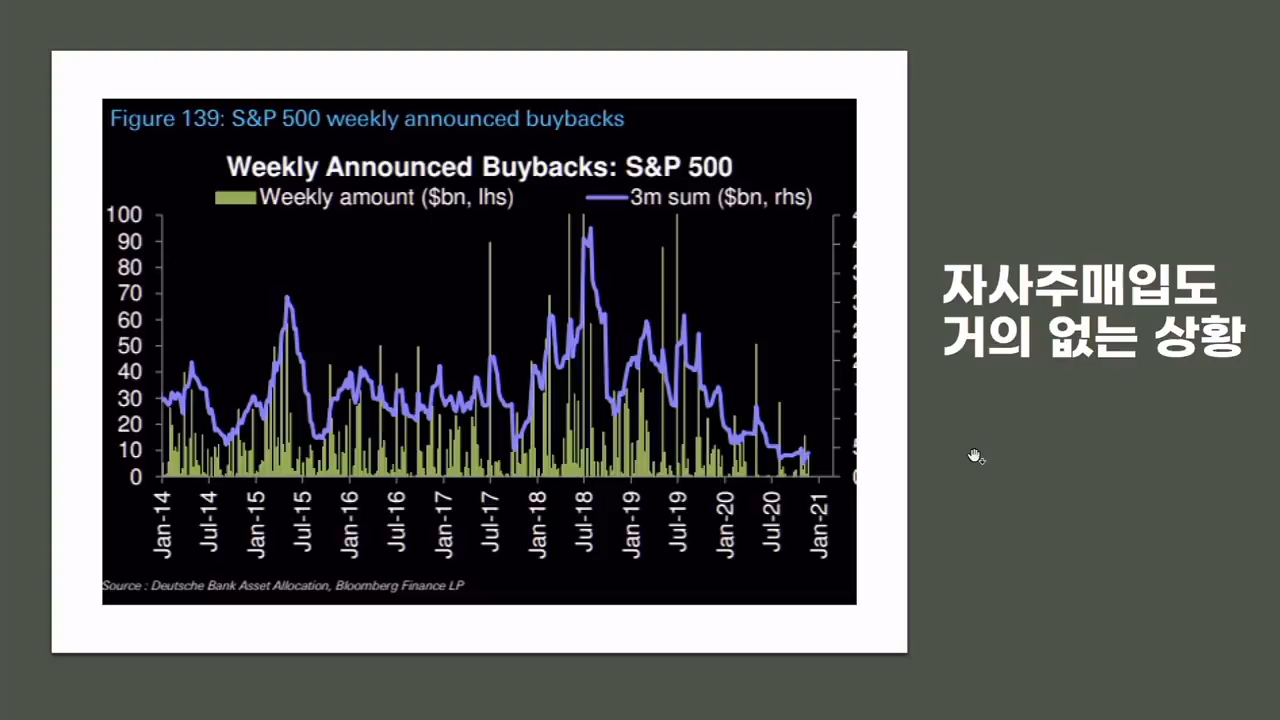 Figure 139: S&P 500 weekly announced buybacks
Weekly Announced Buybacks: S&P 500
Weekly amount ($bn, lhs) 3m sum ($bn, rhs)
100
90
80
70
60
50
40
30
20
10
0
Jan-14 Jul-14 Jan-15 Jul-15 Jan-16 Jul-16 Jan-17 Jul-17 Jan-18 Jul-18 Jan-19 Jul-19 Jan-20 Jul-20 Jan-21
Source : Deutsche Bank Asset Allocation, Bloomberg Finance LP
자사주매입도
거의 없는 상황